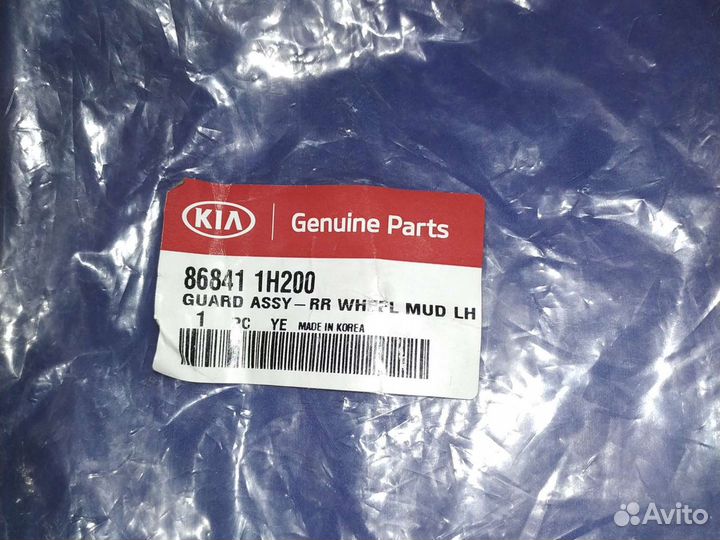 KIA Genuine Parts
86841 1H200
GUARD ASSY-RR WHEEL MUD LH
1 PC YE MADE IN KOREA
Avito